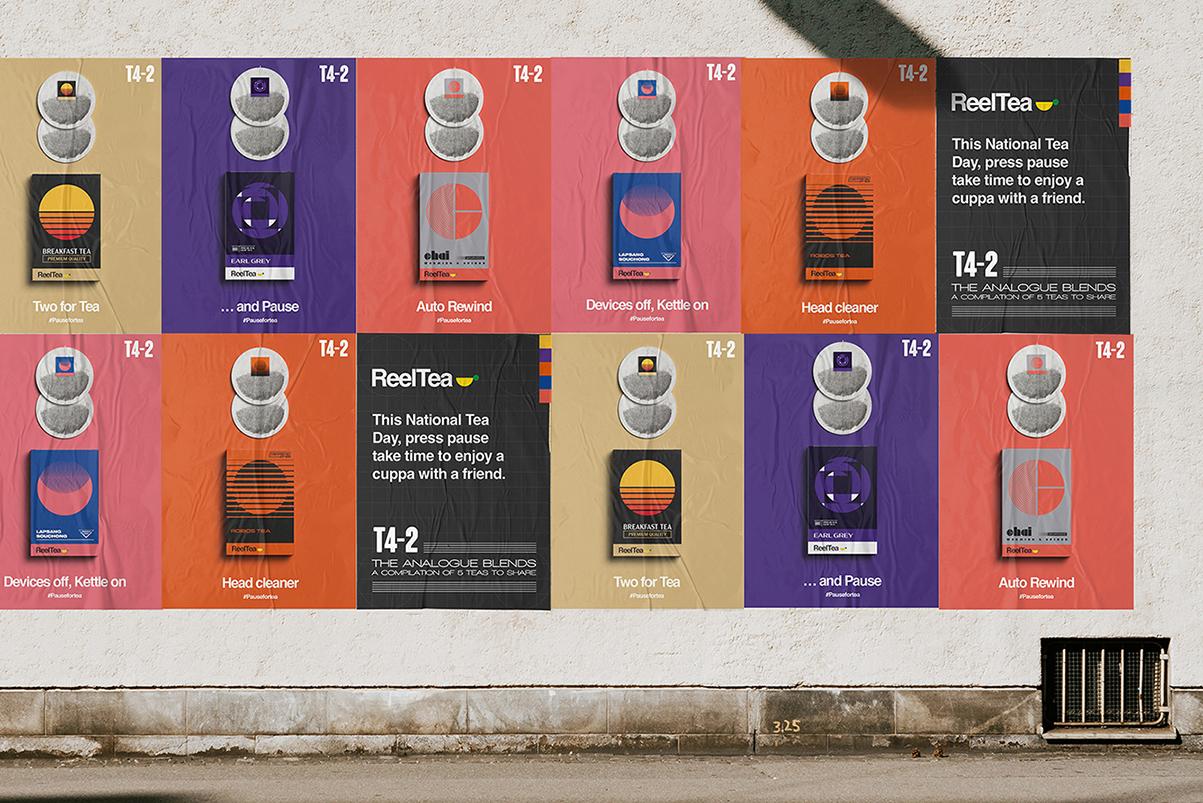 T4-2
BREAKFAST TEA
PREMIUM QUALITY
ReelTea
Two for Tea
#Pausefortea
T4-2
EARL GREY
ReelTea
... and Pause
#Pausefortea
T4-2
chai
ReelTea
Auto Rewind
#Pausefortea
T4-2
LAPSANG
SOUCHONG
ReelTea
Devices off, Kettle on
#Pausefortea
T4-2
ROIBOS TEA
ReelTea
Head cleaner
#Pausefortea
ReelTea
This National Tea
Day, press pause
take time to enjoy a
cuppa with a friend.
T4-2
THE ANALOGUE BLENDS
A COMPILATION OF 5 TEAS TO SHARE
T4-2
LAPSANG
SOUCHONG
ReelTea
Devices off, Kettle on
#Pausefortea
T4-2
ROIBOS TEA
ReelTea
Head cleaner
#Pausefortea
ReelTea
This National Tea
Day, press pause
take time to enjoy a
cuppa with a friend.
T4-2
THE ANALOGUE BLENDS
A COMPILATION OF 5 TEAS TO SHARE
T4-2
BREAKFAST TEA
PREMIUM QUALITY
ReelTea
Two for Tea
#Pausefortea
T4-2
EARL GREY
ReelTea
... and Pause
#Pausefortea
T4-2
chai
ReelTea
Auto Rewind
#Pausefortea
3.25